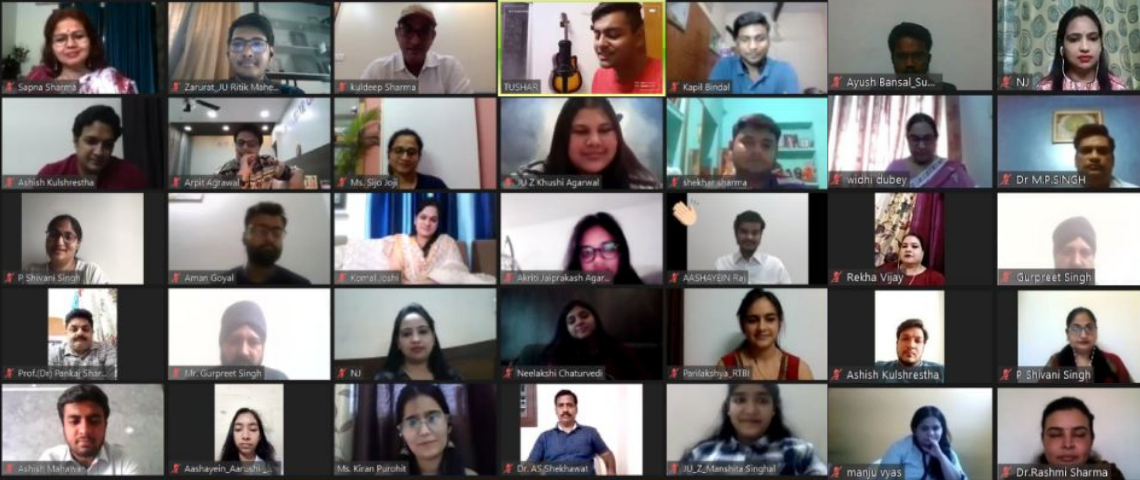 Sapna Sharma
Zarurat_JU Ritik Mahe...
kuldeep Sharma
TUSHAR
Kapil Bindal
Ayush Bansal_Su...
NJ
Ashish Kulshrestha
Arpit Agrawal
Ms. Sijo Joji
JU Z Khushi Agarwal
shekhar sharma
widhi dubey
Dr M.P.SINGH
P Shivani Singh
Aman Goyal
Komal Joshi
Akriti Jaiprakash Agar...
AASHAYEIN Raj
Rekha Vijay
Gurpreet Singh
Prof.(Dr) Pankaj Shar...
Mr. Gurpreet Singh
NJ
Neelakshi Chaturvedi
Parilakshya_RTBI
Ashish Kulshrestha
P Shivani Singh
Ashish Mahawar
Aashayein_Aarushi-_...
Ms. Kiran Purohit
Dr. AS Shekhawat
JU_Z_Manshita Singhal
manju vyas
Dr.Rashmi Sharma